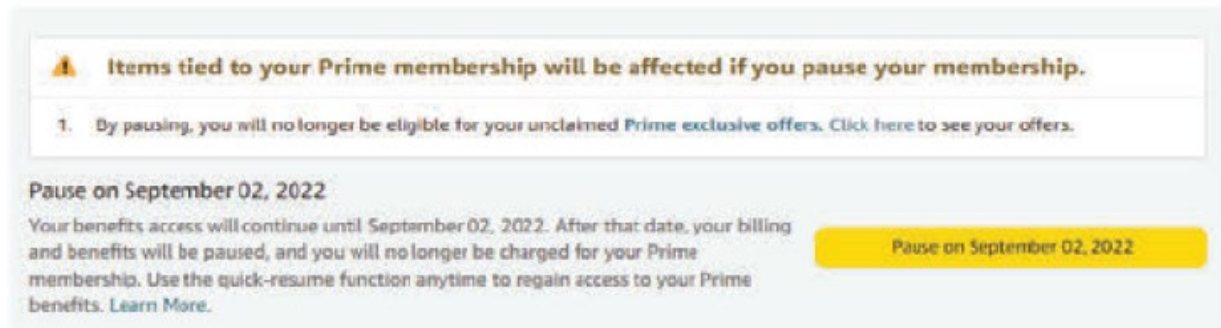 Items tied to your Prime membership will be affected if you pause your membership.
1. By pausing, you will no longer be eligible for your unclaimed Prime exclusive offers. Click here to see your offers.
Pause on September 02, 2022
Your benefits access will continue until September 02, 2022. After that date, your billing
and benefits will be paused, and you will no longer be charged for your Prime
membership. Use the quick-resume function anytime to regain access to your Prime
benefits. Learn More.
Pause on September 02, 2022